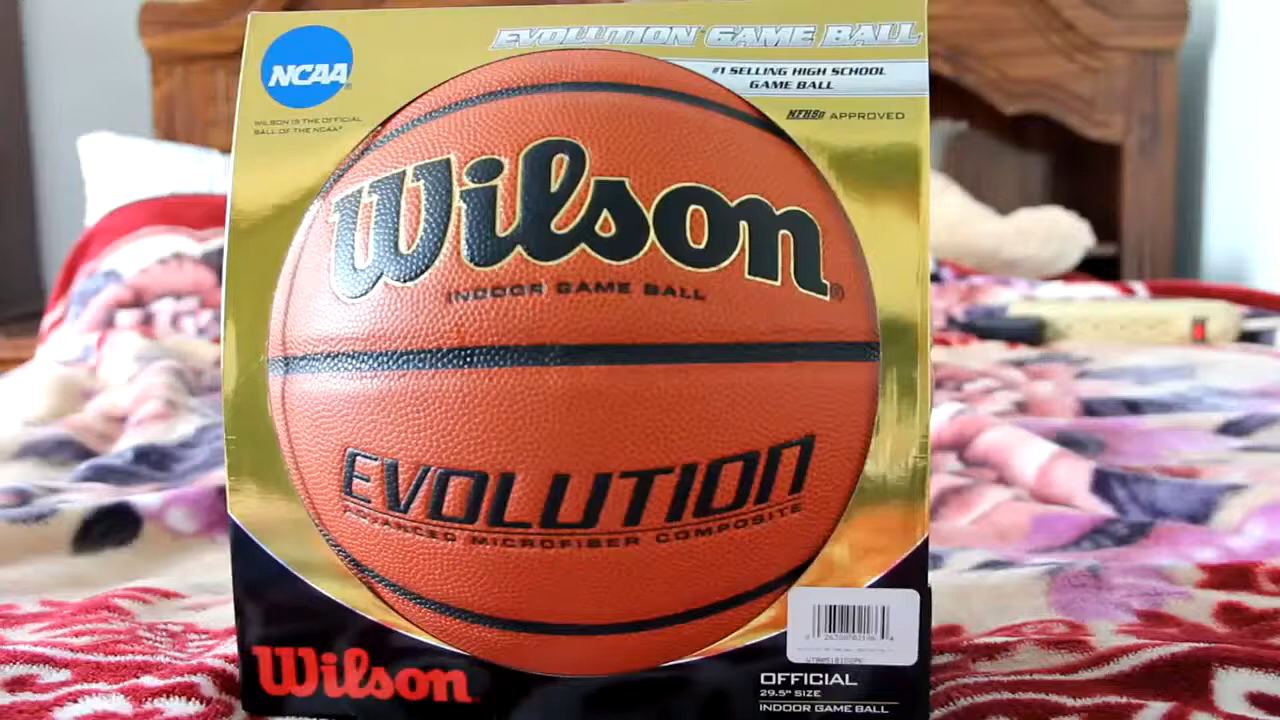 NCAA®
WILSON IS THE OFFICIAL
BALL OF THE NCAA®
EVOLUTION GAME BALL
#1 SELLING HIGH SCHOOL
GAME BALL
NFHS APPROVED
Wilson®
INDOOR GAME BALL
EVOLUTION
ADVANCED MICROFIBER COMPOSITE
Wilson
OFFICIAL
29.5" SIZE
INDOOR GAME BALL